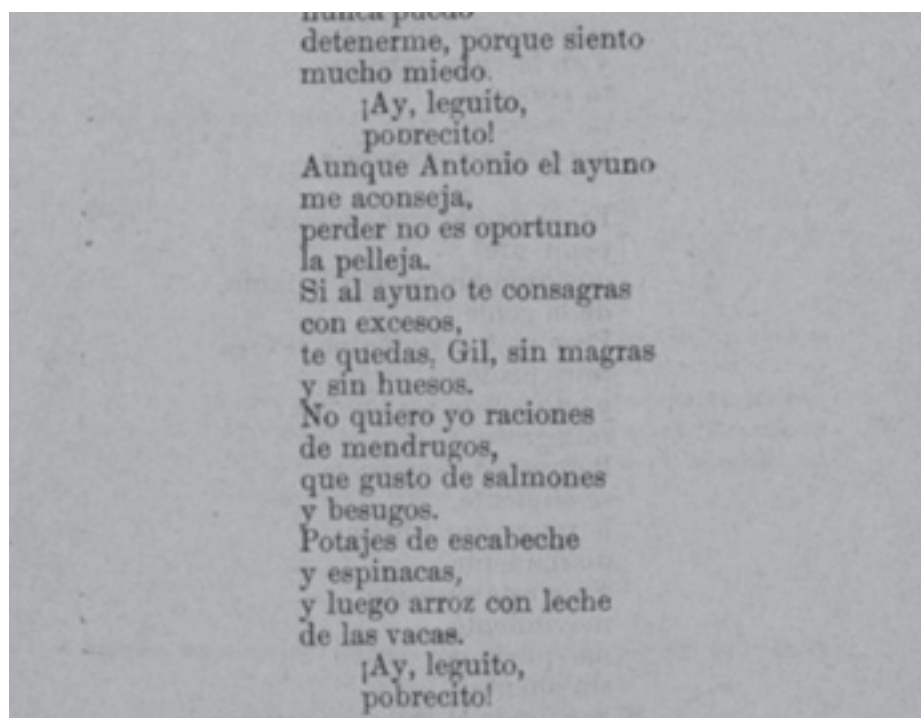 nunca puedo
detenerme, porque siento
mucho miedo.
¡Ay, leguito,
pobrecito!
Aunque Antonio el ayuno
me aconseja,
perder no es oportuno
la pelleja.
Si al ayuno te consagras
con excesos,
te quedas, Gil, sin magras
y sin huesos.
No quiero yo raciones
de mendrugos,
que gusto de salmones
y besugos.
Potajes de escabeche
y espinacas,
y luego arroz con leche
de las vacas.
¡Ay, leguito,
pobrecito!